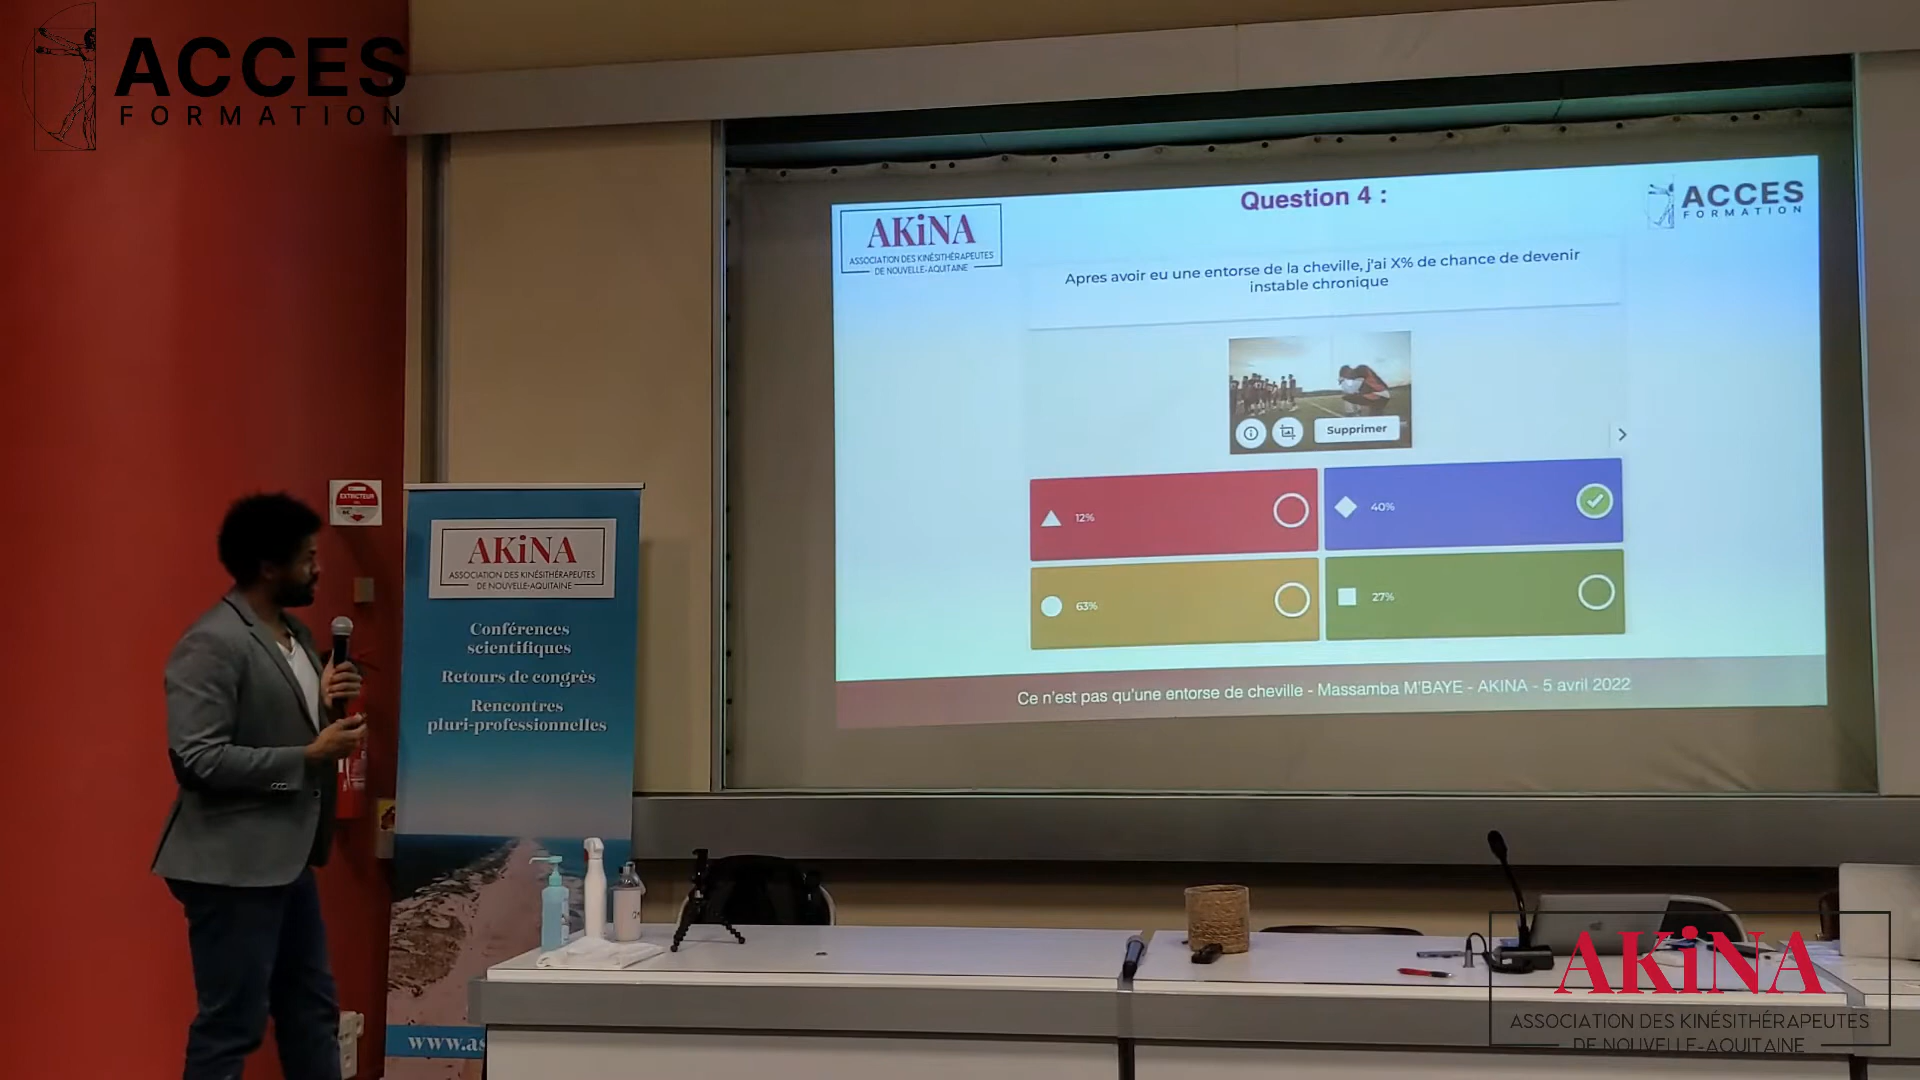 ACCES
FORMATION
Question 4 :
AKiNA
ASSOCIATION DES KINÉSITHÉRAPEUTES
DE NOUVELLE-AQUITAINE
ACCES
FORMATION
Apres avoir eu une entorse de la cheville, j'ai X% de chance de devenir
instable chronique
Supprimer
12%
40%
63%
27%
Ce n'est pas qu'une entorse de cheville - Massamba M'BAYE - AKINA - 5 avril 2022
EXTINCTEUR
AKiNA
ASSOCIATION DES KINÉSITHÉRAPEUTES
DE NOUVELLE-AQUITAINE
Conférences
scientifiques
Retours de congrès
Rencontres
pluri-professionnelles
www.as
AKiNA
ASSOCIATION DES KINÉSITHÉRAPEUTES
DE NOUVELLE-AQUITAINE